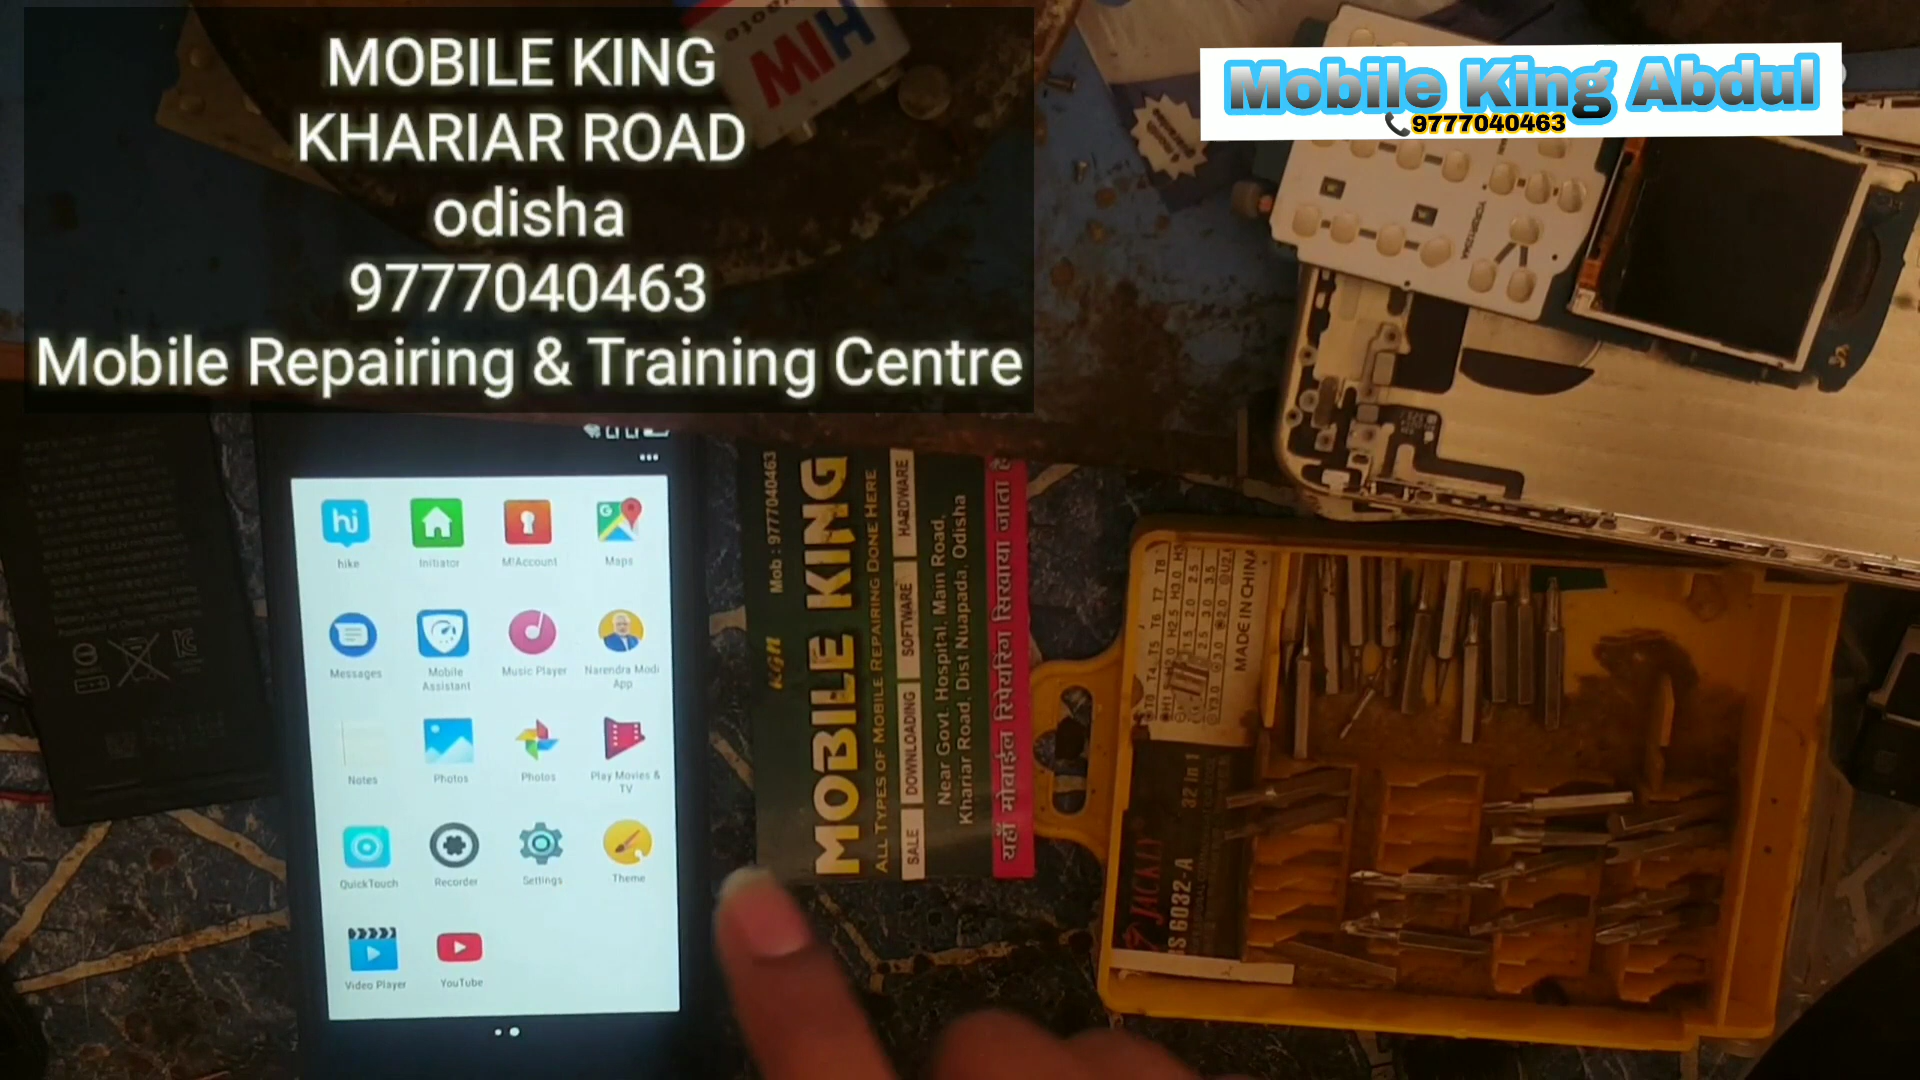 MOBILE KING
KHARIAR ROAD
odisha
9777040463
Mobile Repairing & Training Centre
Mobile King Abdul
9777040463
HIM
hike
Initiator
M!Account
Maps
Messages
Mobile Assistant
Music Player
Narendra Modi App
Notes
Photos
Photos
Play Movies & TV
QuickTouch
Recorder
Settings
Theme
Video Player
YouTube
KGN
Mob : 9777040463
MOBILE KING
ALL TYPES OF MOBILE REPAIRING DONE HERE
SALE DOWNLOADING SOFTWARE HARDWARE
Near Govt. Hospital, Main Road,
Khariar Road, Dist Nuapada, Odisha
यहाँ मोबाईल रिपेयरिंग सिखाया जाता है
MADE IN CHINA
32 in 1
JACKLY
6032-A